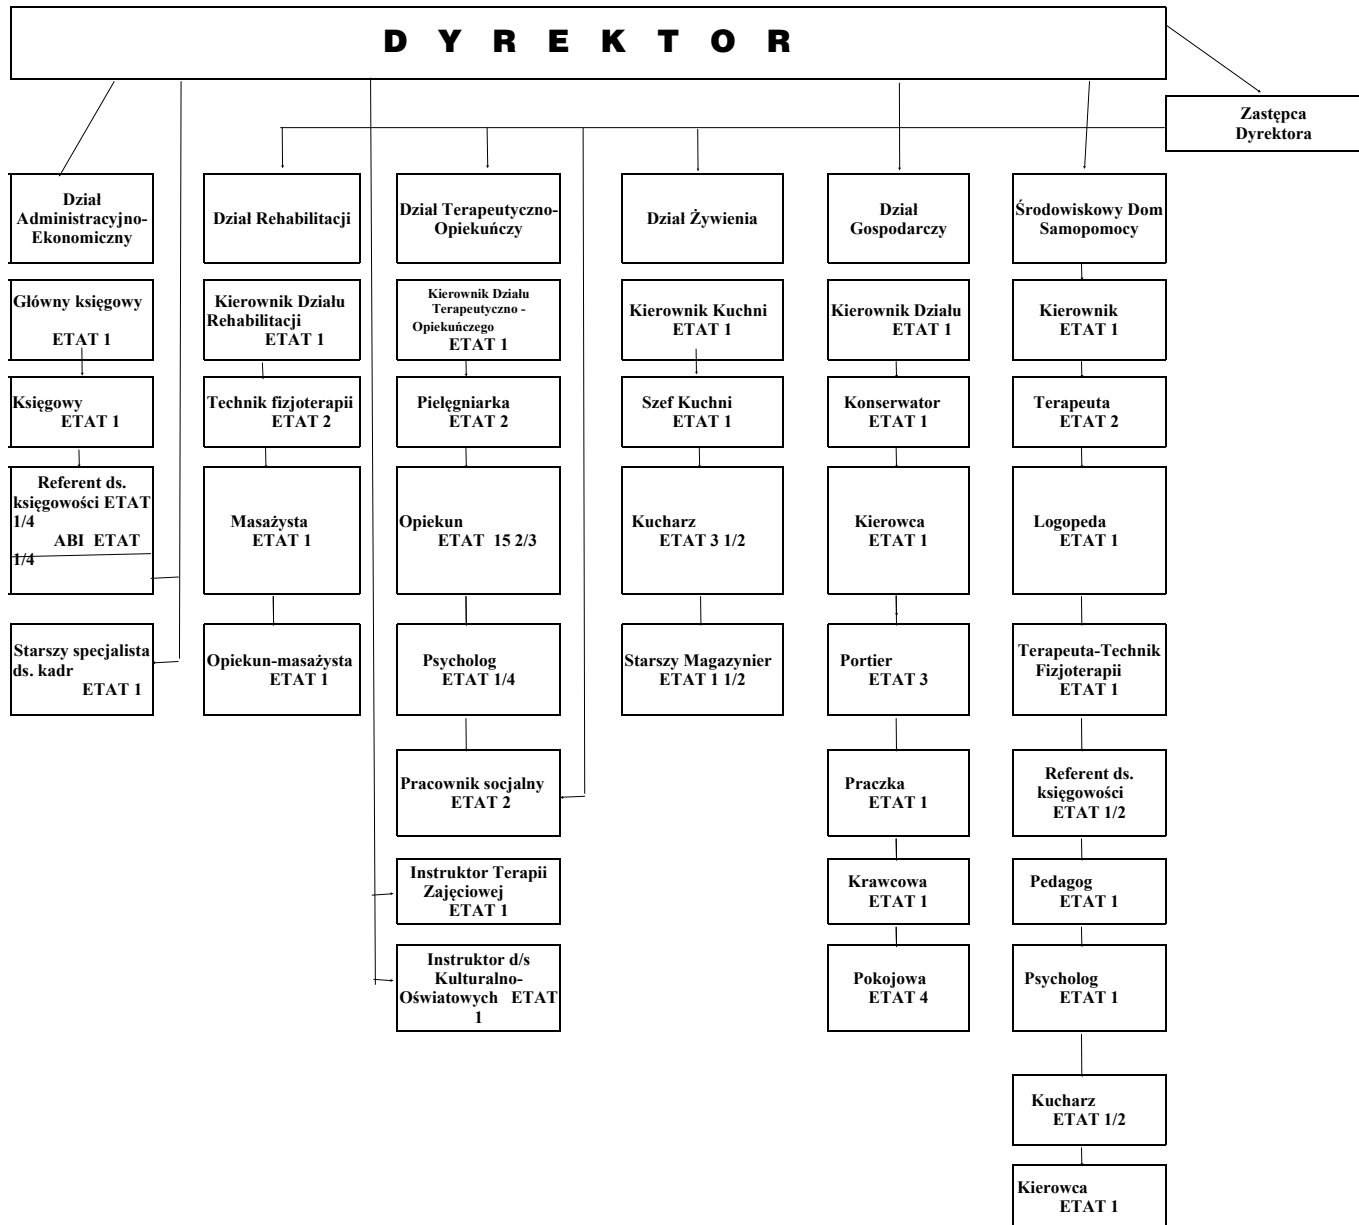 DYREKTOR
Zastępca
Dyrektora
Dział
Administracyjno-
Ekonomiczny
Dział Rehabilitacji
Dział Terapeutyczno-
Opiekuńczy
Dział Żywienia
Dział
Gospodarczy
Środowiskowy Dom
Samopomocy
Główny księgowy
ETAT 1
Kierownik Działu
Rehabilitacji
ETAT 1
Kierownik Działu
Terapeutyczno -
Opiekuńczego
ETAT 1
Kierownik Kuchni
ETAT 1
Kierownik Działu
ETAT 1
Kierownik
ETAT 1
Księgowy
ETAT 1
Technik fizjoterapii
ETAT 2
Pielęgniarka
ETAT 2
Szef Kuchni
ETAT 1
Konserwator
ETAT 1
Terapeuta
ETAT 2
Referent ds.
księgowości ETAT
1/4
ABI ETAT
1/4
Masażysta
ETAT 1
Opiekun
ETAT 15 2/3
Kucharz
ETAT 3 1/2
Kierowca
ETAT 1
Logopeda
ETAT 1
Starszy specjalista
ds. kadr
ETAT 1
Opiekun-masażysta
ETAT 1
Psycholog
ETAT 1/4
Starszy Magazynier
ETAT 1 1/2
Portier
ETAT 3
Terapeuta-Technik
Fizjoterapii
ETAT 1
Pracownik socjalny
ETAT 2
Praczka
ETAT 1
Referent ds.
księgowości
ETAT 1/2
Instruktor Terapii
Zajęciowej
ETAT 1
Krawcowa
ETAT 1
Pedagog
ETAT 1
Instruktor d/s
Kulturalno-
Oświatowych ETAT
1
Pokojowa
ETAT 4
Psycholog
ETAT 1
Kucharz
ETAT 1/2
Kierowca
ETAT 1